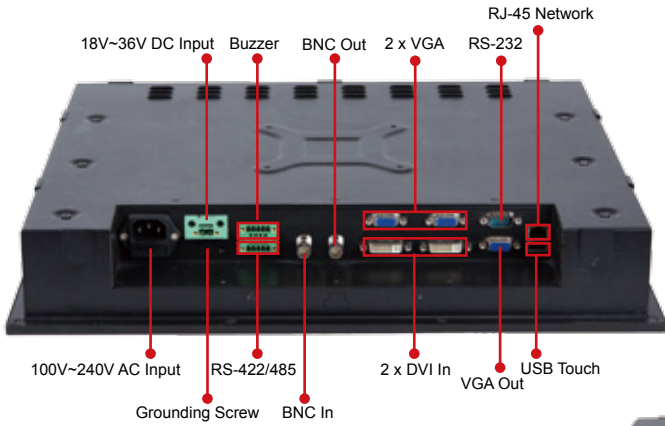 RJ-45 Network
18V~36V DC Input
Buzzer
BNC Out
2 x VGA
RS-232
100V~240V AC Input
RS-422/485
2 x DVI In
USB Touch
VGA Out
Grounding Screw
BNC In